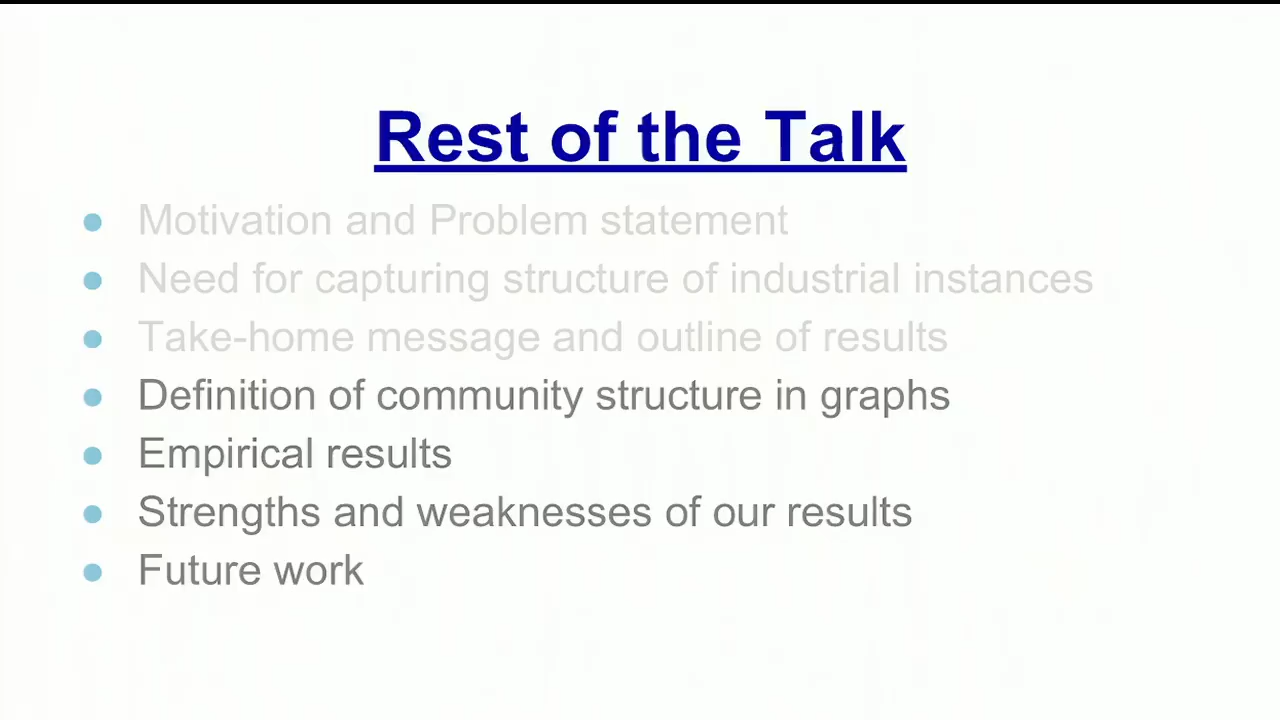 Rest of the Talk
● Motivation and Problem statement
● Need for capturing structure of industrial instances
● Take-home message and outline of results
● Definition of community structure in graphs
● Empirical results
● Strengths and weaknesses of our results
● Future work